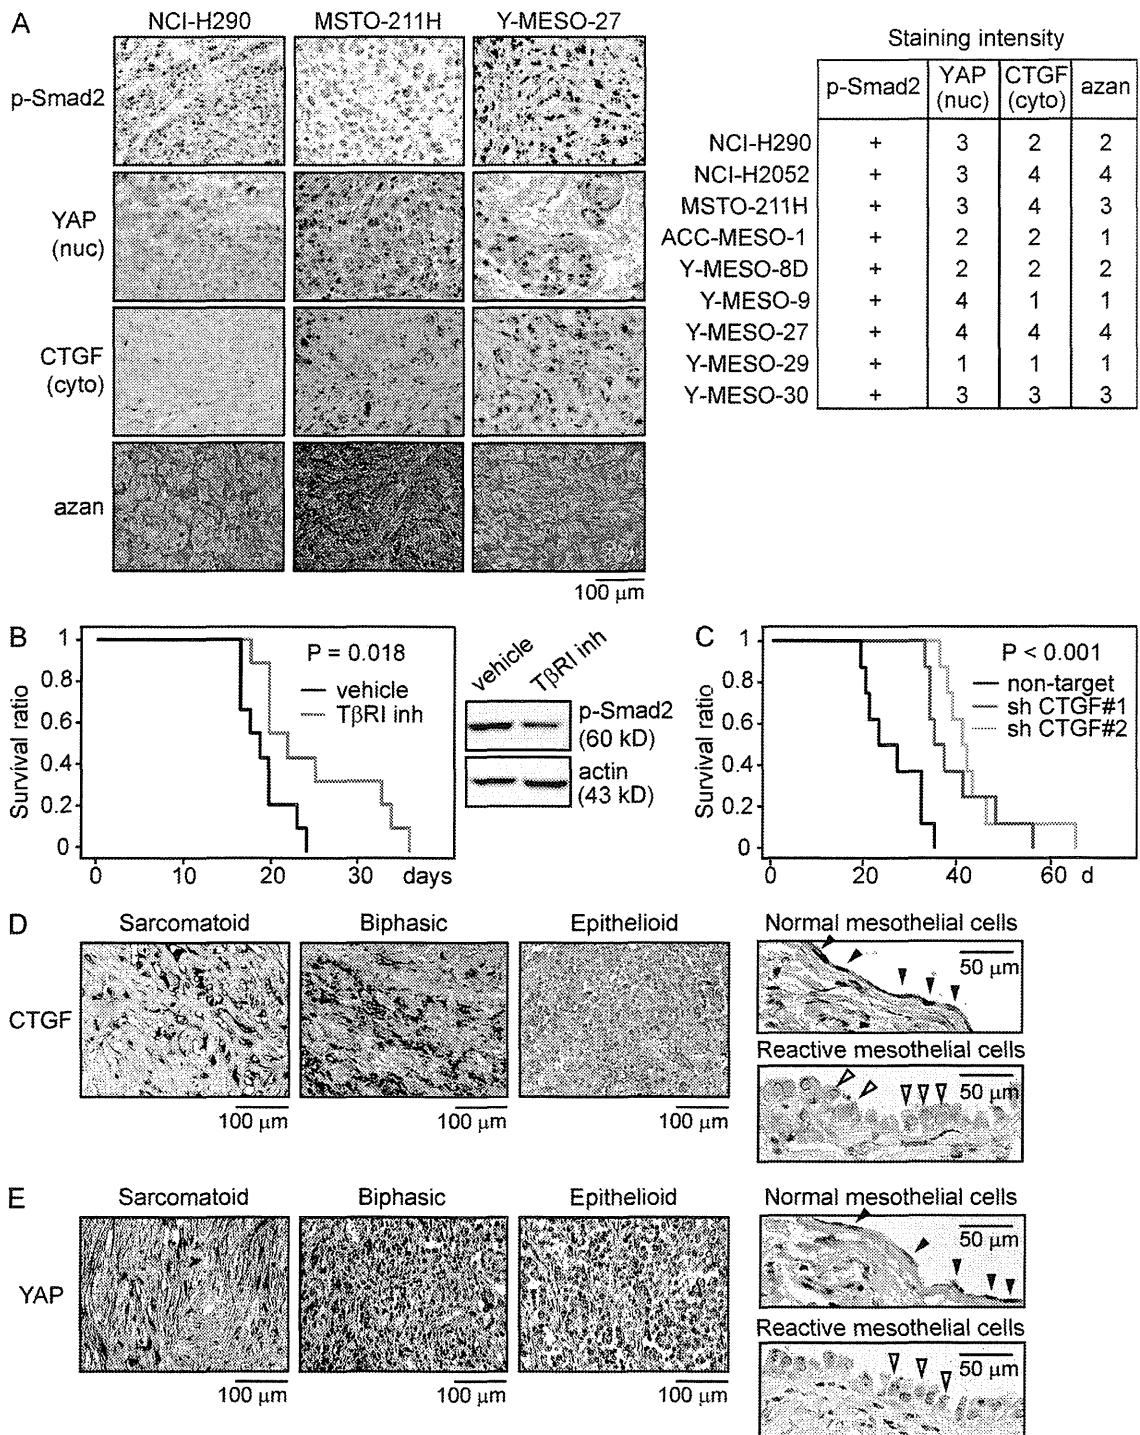 A
NCI-H290 MSTO-211H Y-MESO-27
p-Smad2
YAP
(nuc)
CTGF
(cyto)
azan
100 μm
Staining intensity
p-Smad2 YAP (nuc) CTGF (cyto) azan
NCI-H290 + 3 2 2
NCI-H2052 + 3 4 4
MSTO-211H + 3 4 3
ACC-MESO-1 + 2 2 1
Y-MESO-8D + 2 2 2
Y-MESO-9 + 4 1 1
Y-MESO-27 + 4 4 4
Y-MESO-29 + 1 1 1
Y-MESO-30 + 3 3 3
B
Survival ratio
1
0.8
0.6
0.4
0.2
0
0 10 20 30 days
P = 0.018
vehicle
TβRI inh
vehicle TβRI inh
p-Smad2
(60 kD)
actin
(43 kD)
C
Survival ratio
1
0.8
0.6
0.4
0.2
0
0 20 40 60 d
P < 0.001
non-target
sh CTGF#1
sh CTGF#2
D
Sarcomatoid Biphasic Epithelioid
CTGF
100 μm 100 μm 100 μm
Normal mesothelial cells
50 μm
Reactive mesothelial cells
50 μm
E
Sarcomatoid Biphasic Epithelioid
YAP
100 μm 100 μm 100 μm
Normal mesothelial cells
50 μm
Reactive mesothelial cells
50 μm